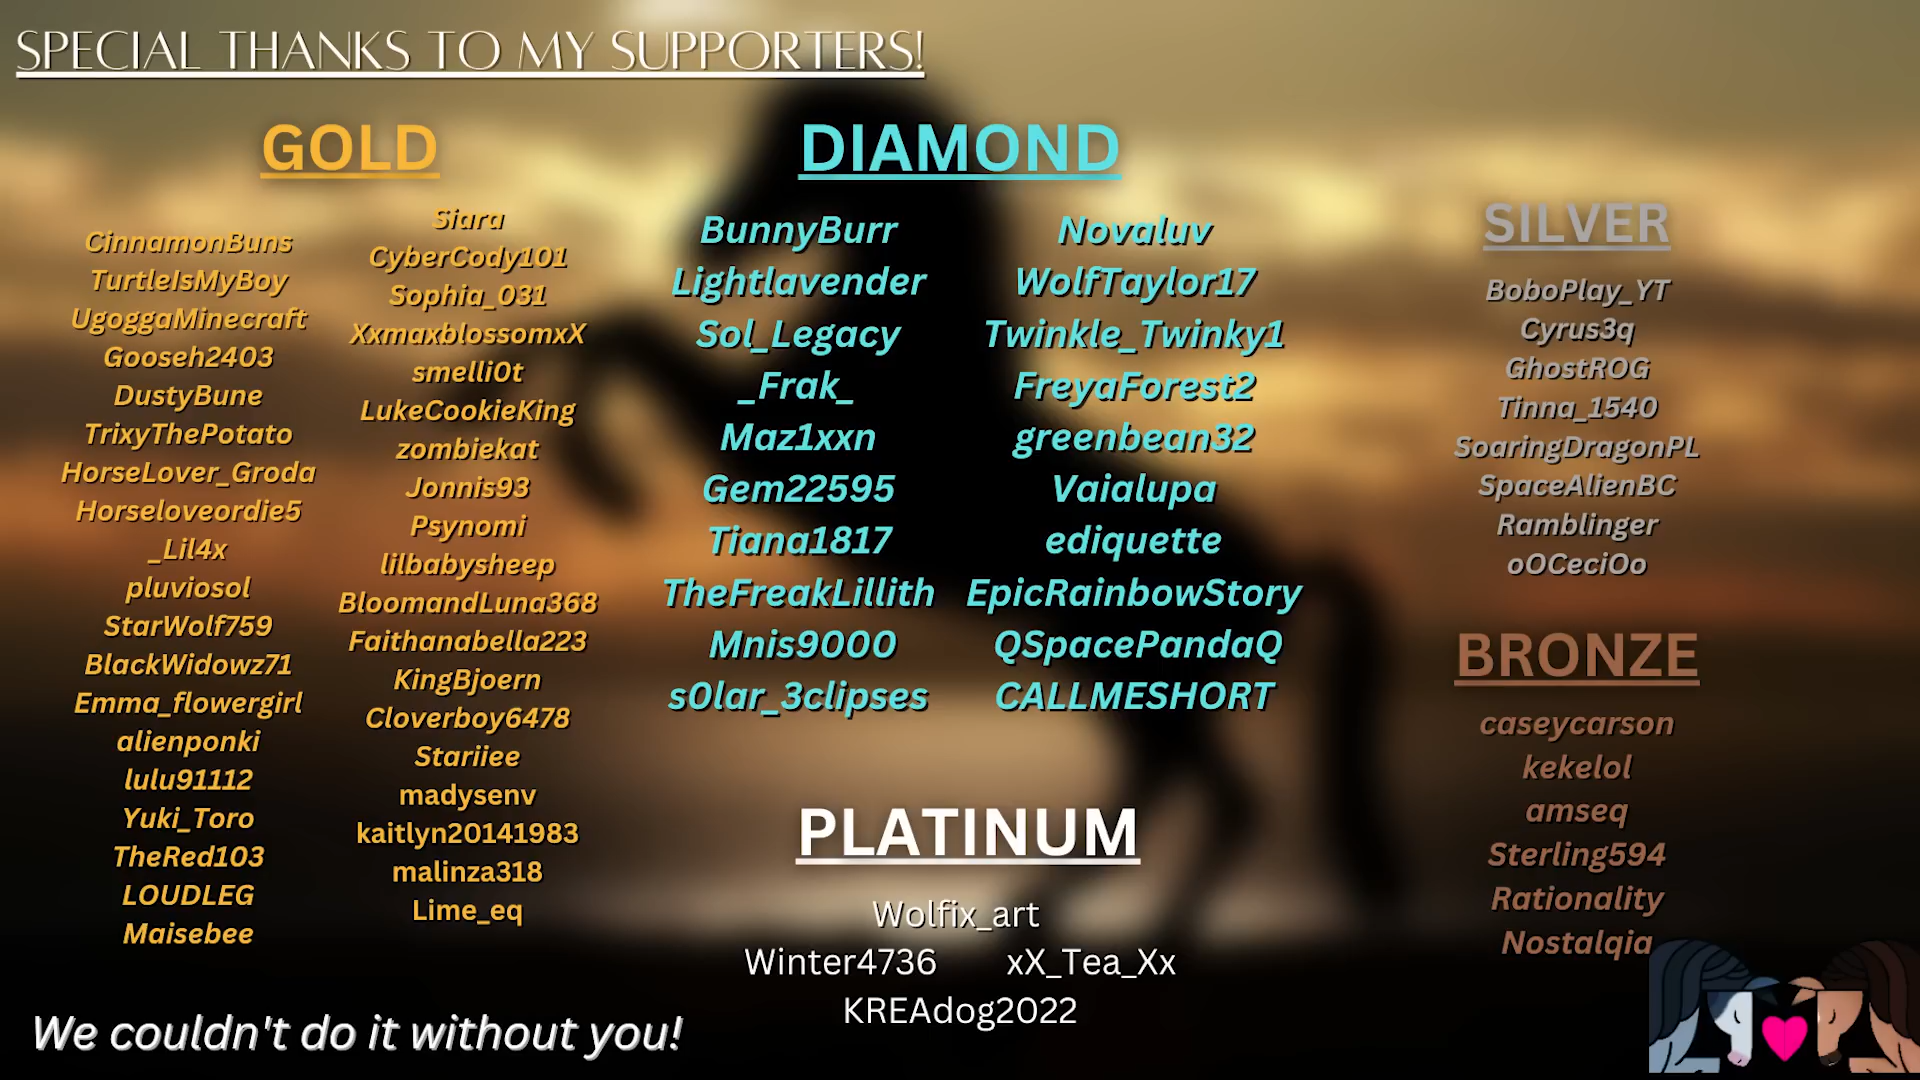 SPECIAL THANKS TO MY SUPPORTERS!
GOLD
CinnamonBuns
TurtleIsMyBoy
UgoggaMinecraft
Gooseh2403
DustyBune
TrixyThePotato
HorseLover_Groda
Horseloveordie5
_Lil4x
pluviosol
StarWolf759
BlackWidowz71
Emma_flowergirl
alienponki
lulu91112
Yuki_Toro
TheRed103
LOUDLEG
Maisebee
Siara
CyberCody101
Sophia_031
XxmaxblossomxX
smelli0t
LukeCookieKing
zombiekat
Jonnis93
Psynomi
lilbabysheep
BloomandLuna368
Faithanabella223
KingBjoern
Cloverboy6478
Stariiee
madysenv
kaitlyn20141983
malinza318
Lime_eq
DIAMOND
BunnyBurr
Lightlavender
Sol_Legacy
_Frak_
Maz1xxn
Gem22595
Tiana1817
TheFreakLillith
Mnis9000
s0lar_3clipses
Novaluv
WolfTaylor17
Twinkle_Twinky1
FreyaForest2
greenbean32
Vaialupa
ediquette
EpicRainbowStory
QSpacePandaQ
CALLMESHORT
PLATINUM
Wolfix_art
Winter4736 xX_Tea_Xx
KREAdog2022
SILVER
BoboPlay_YT
Cyrus3q
GhostROG
Tinna_1540
SoaringDragonPL
SpaceAlienBC
Ramblinger
oOCeciOo
BRONZE
caseycarson
kekelol
amseq
Sterling594
Rationality
Nostalqia
We couldn't do it without you!